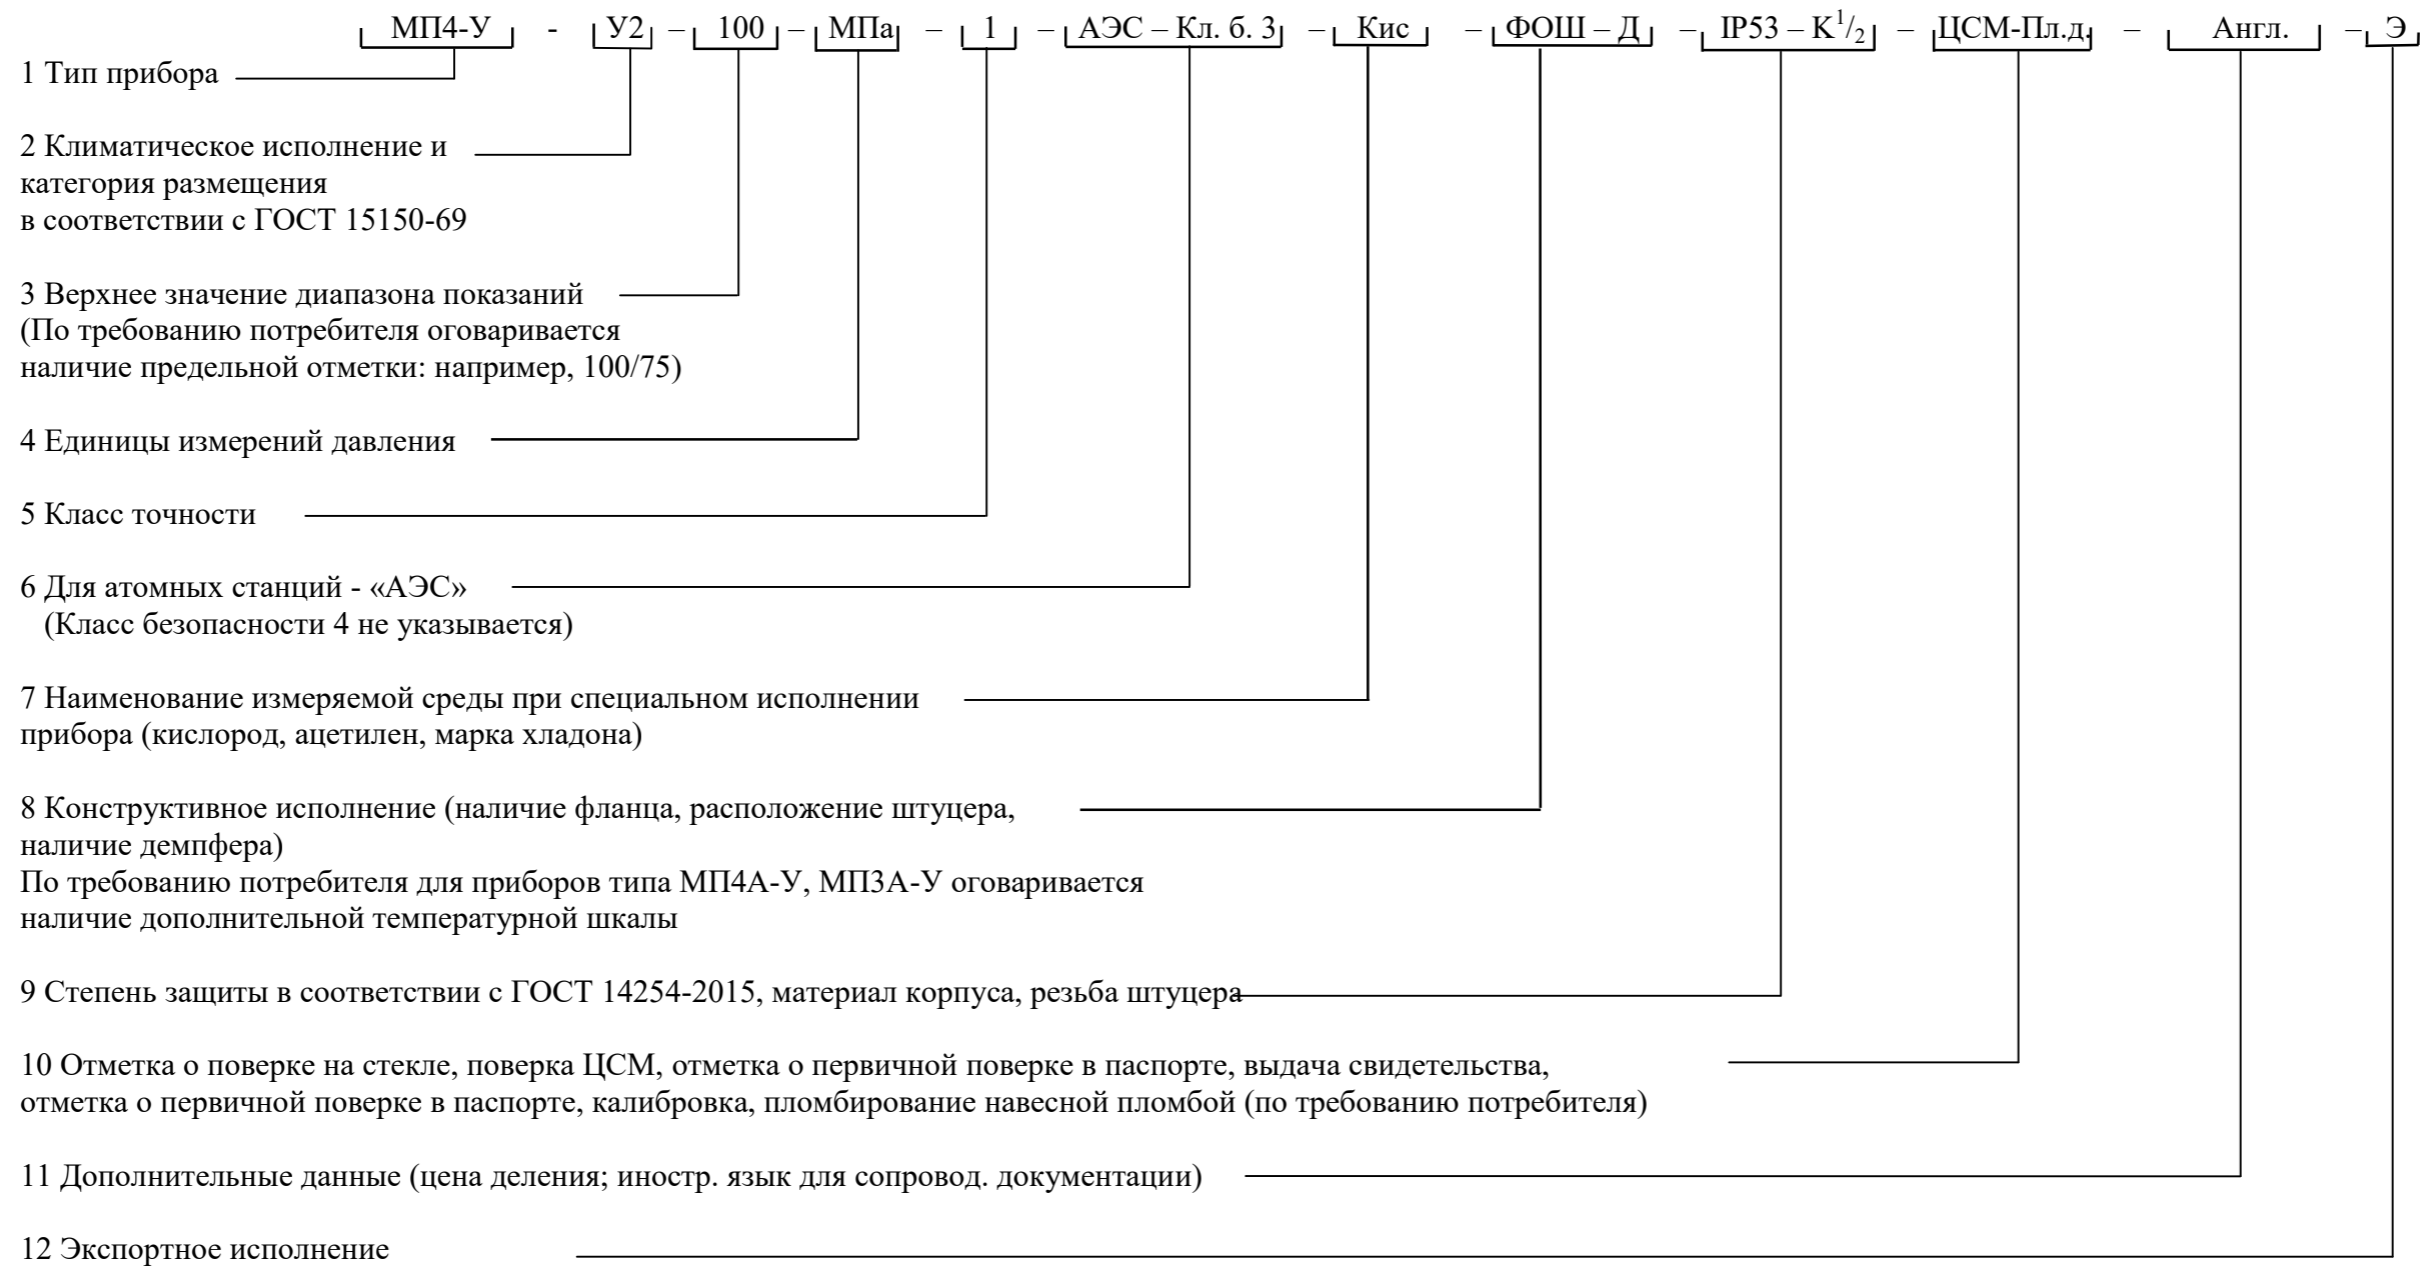 МП4-У - У2 – 100 – МПа – 1 – АЭС – Кл. б. 3 – Кис – ФОШ – Д – IP53 – K¹/₂ – ЦСМ-Пл.д. – Англ. – Э
1 Тип прибора
2 Климатическое исполнение и
категория размещения
в соответствии с ГОСТ 15150-69
3 Верхнее значение диапазона показаний
(По требованию потребителя оговаривается
наличие предельной отметки: например, 100/75)
4 Единицы измерений давления
5 Класс точности
6 Для атомных станций - «АЭС»
(Класс безопасности 4 не указывается)
7 Наименование измеряемой среды при специальном исполнении
прибора (кислород, ацетилен, марка хладона)
8 Конструктивное исполнение (наличие фланца, расположение штуцера,
наличие демпфера)
По требованию потребителя для приборов типа МП4А-У, МП3А-У оговаривается
наличие дополнительной температурной шкалы
9 Степень защиты в соответствии с ГОСТ 14254-2015, материал корпуса, резьба штуцера
10 Отметка о поверке на стекле, поверка ЦСМ, отметка о первичной поверке в паспорте, выдача свидетельства,
отметка о первичной поверке в паспорте, калибровка, пломбирование навесной пломбой (по требованию потребителя)
11 Дополнительные данные (цена деления; иностр. язык для сопровод. документации)
12 Экспортное исполнение